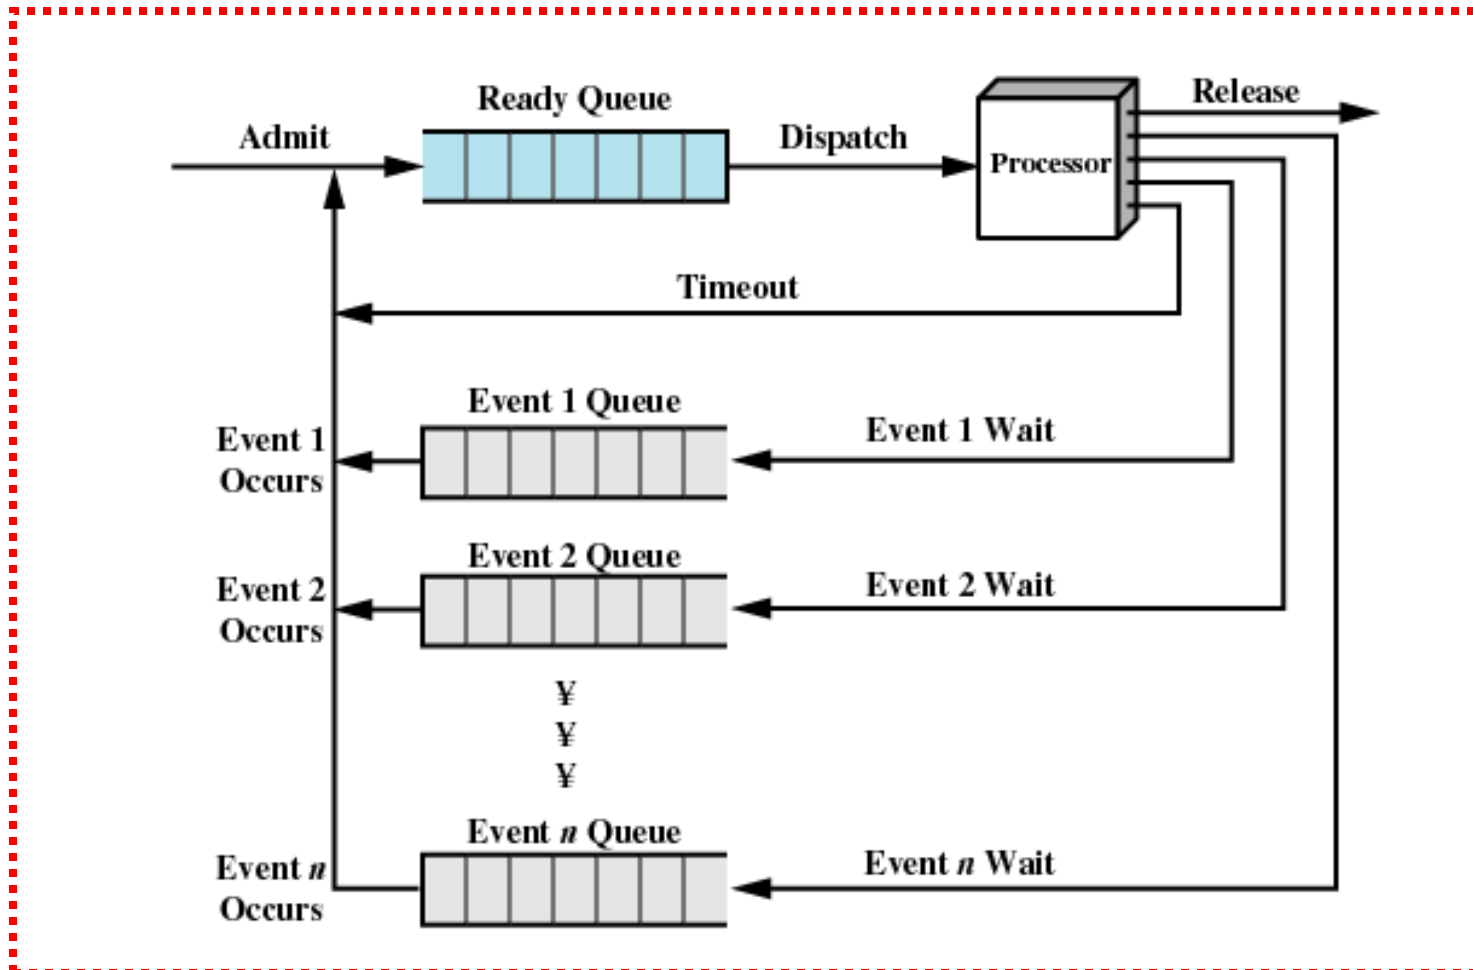 Ready Queue
Release
Admit
Dispatch
Processor
Timeout
Event 1 Queue
Event 1
Occurs
Event 1 Wait
Event 2 Queue
Event 2
Occurs
Event 2 Wait
¥
¥
¥
Event n Queue
Event n
Occurs
Event n Wait